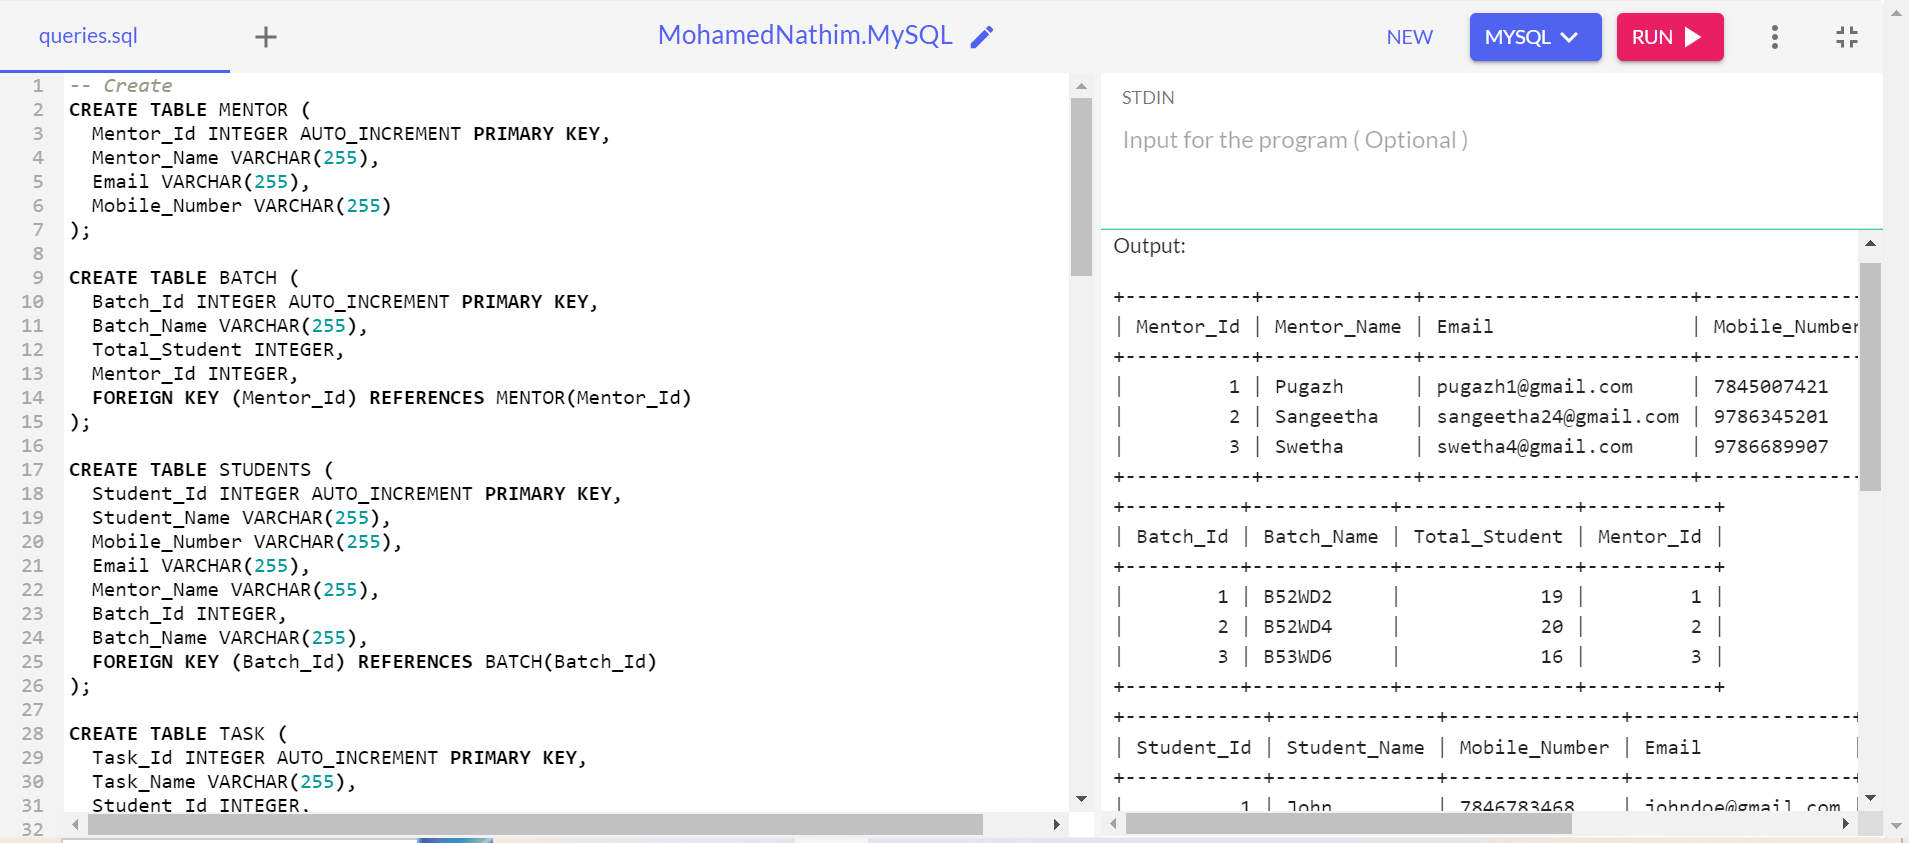 queries.sql + MohamedNathim.MySQL NEW MYSQL RUN
1 -- Create
2 CREATE TABLE MENTOR (
3 Mentor_Id INTEGER AUTO_INCREMENT PRIMARY KEY,
4 Mentor_Name VARCHAR(255),
5 Email VARCHAR(255),
6 Mobile_Number VARCHAR(255)
7 );
8
9 CREATE TABLE BATCH (
10 Batch_Id INTEGER AUTO_INCREMENT PRIMARY KEY,
11 Batch_Name VARCHAR(255),
12 Total_Student INTEGER,
13 Mentor_Id INTEGER,
14 FOREIGN KEY (Mentor_Id) REFERENCES MENTOR(Mentor_Id)
15 );
16
17 CREATE TABLE STUDENTS (
18 Student_Id INTEGER AUTO_INCREMENT PRIMARY KEY,
19 Student_Name VARCHAR(255),
20 Mobile_Number VARCHAR(255),
21 Email VARCHAR(255),
22 Mentor_Name VARCHAR(255),
23 Batch_Id INTEGER,
24 Batch_Name VARCHAR(255),
25 FOREIGN KEY (Batch_Id) REFERENCES BATCH(Batch_Id)
26 );
27
28 CREATE TABLE TASK (
29 Task_Id INTEGER AUTO_INCREMENT PRIMARY KEY,
30 Task_Name VARCHAR(255),
31 Student_Id INTEGER,
32
STDIN
Input for the program ( Optional )
Output:
+-----------+-------------+-----------------------+--------------
| Mentor_Id | Mentor_Name | Email | Mobile_Number
+-----------+-------------+-----------------------+--------------
| 1 | Pugazh | pugazh1@gmail.com | 7845007421
| 2 | Sangeetha | sangeetha24@gmail.com | 9786345201
| 3 | Swetha | swetha4@gmail.com | 9786689907
+-----------+-------------+-----------------------+--------------
+----------+------------+---------------+-----------+
| Batch_Id | Batch_Name | Total_Student | Mentor_Id |
+----------+------------+---------------+-----------+
| 1 | B52WD2 | 19 | 1 |
| 2 | B52WD4 | 20 | 2 |
| 3 | B53WD6 | 16 | 3 |
+----------+------------+---------------+-----------+
+------------+--------------+---------------+-------------------+
| Student_Id | Student_Name | Mobile_Number | Email |
+------------+--------------+---------------+-------------------+
| 1 | John | 7846783468 | johndoe@gmail.com |